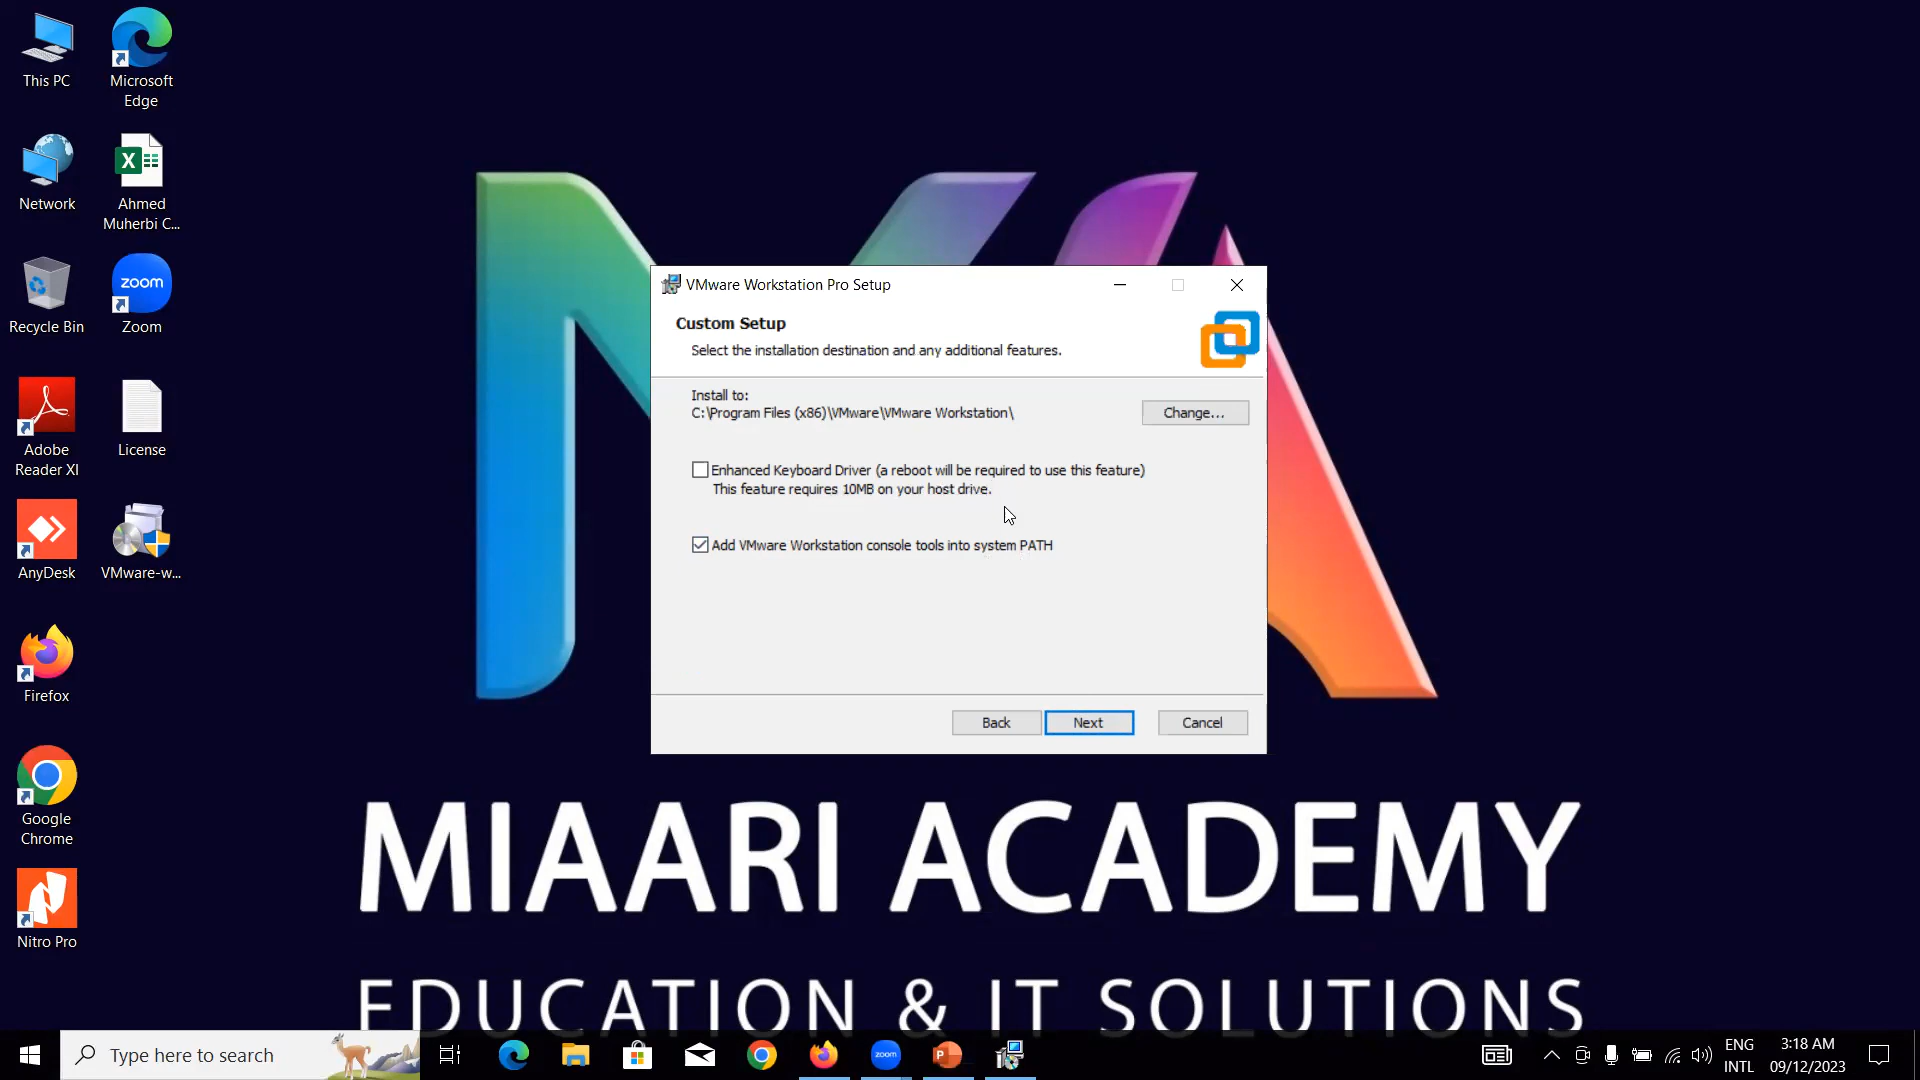 This PC
Microsoft
Edge
Network
Ahmed
Muherbi C...
Recycle Bin
zoom
Zoom
Adobe
Reader XI
License
AnyDesk
VMware-w...
Firefox
Google
Chrome
Nitro Pro
VMware Workstation Pro Setup
Custom Setup
Select the installation destination and any additional features.
Install to:
C:\Program Files (x86)\VMware\VMware Workstation\
Change...
Enhanced Keyboard Driver (a reboot will be required to use this feature)
This feature requires 10MB on your host drive.
Add VMware Workstation console tools into system PATH
Back
Next
Cancel
MIAARI ACADEMY
EDUCATION & IT SOLUTIONS
Type here to search
zoom
ENG
INTL
3:18 AM
09/12/2023